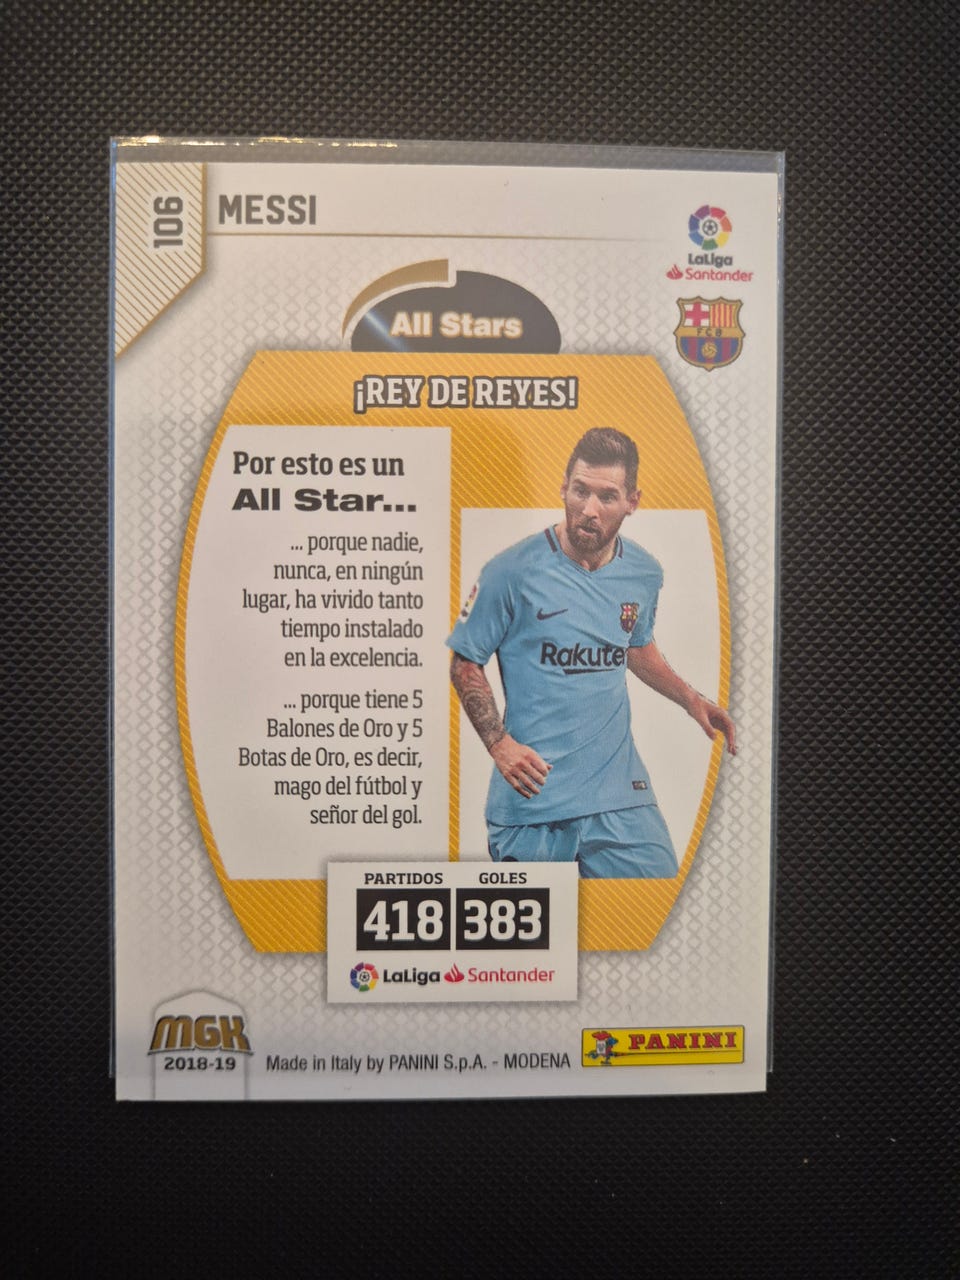 106
MESSI
LaLiga
Santander
FCB
All Stars
¡REY DE REYES!
Por esto es un
All Star...
... porque nadie,
nunca, en ningún
lugar, ha vivido tanto
tiempo instalado
en la excelencia.
... porque tiene 5
Balones de Oro y 5
Botas de Oro, es decir,
mago del fútbol y
señor del gol.
Rakute
PARTIDOS GOLES
418 383
LaLiga Santander
MGK
2018-19
Made in Italy by PANINI S.p.A. - MODENA
PANINI